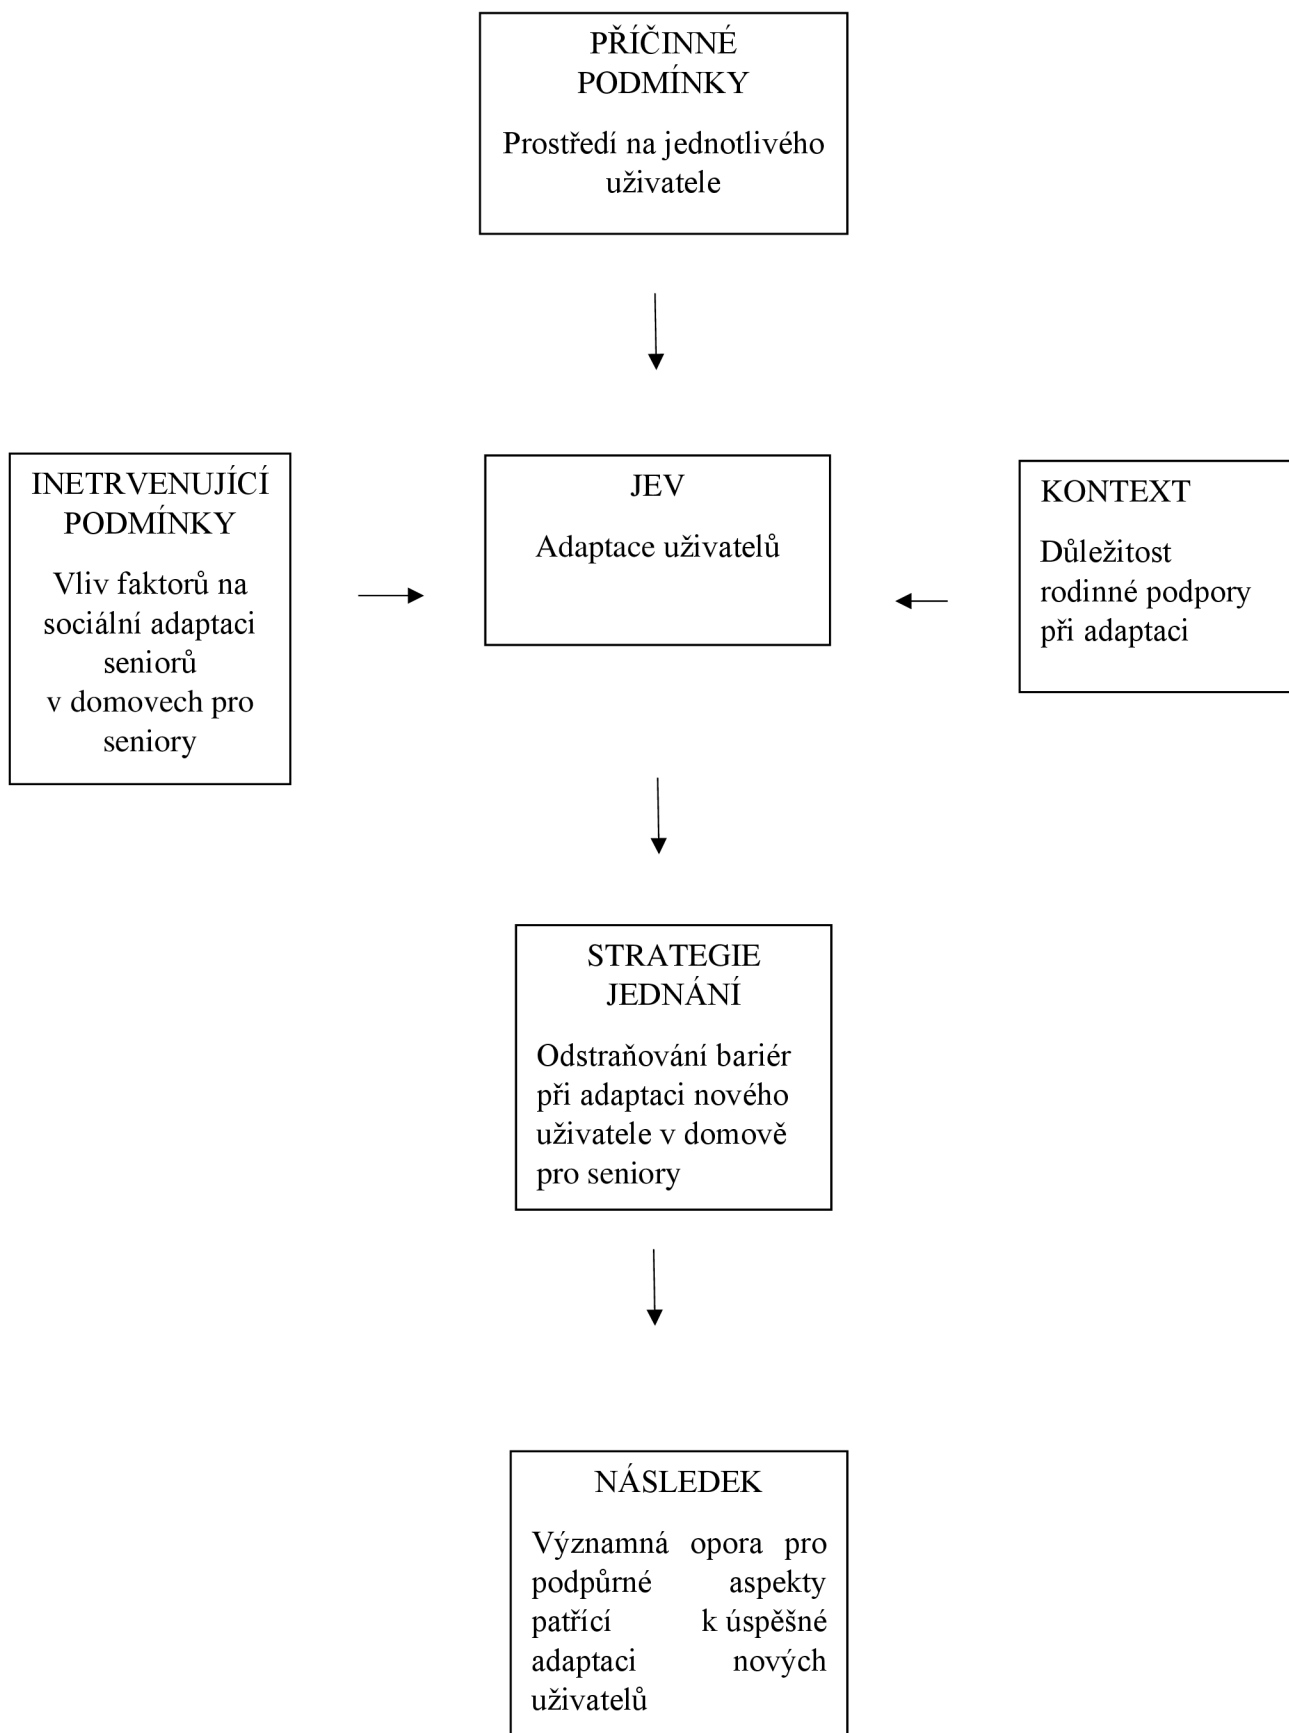 PŘÍČINNÉ
PODMÍNKY
Prostředí na jednotlivého
uživatele
INETRVENUJÍCÍ
PODMÍNKY
Vliv faktorů na
sociální adaptaci
seniorů
v domovech pro
seniory
JEV
Adaptace uživatelů
KONTEXT
Důležitost
rodinné podpory
při adaptaci
STRATEGIE
JEDNÁNÍ
Odstraňování bariér
při adaptaci nového
uživatele v domově
pro seniory
NÁSLEDEK
Významná opora pro
podpůrné aspekty
patřící k úspěšné
adaptaci nových
uživatelů